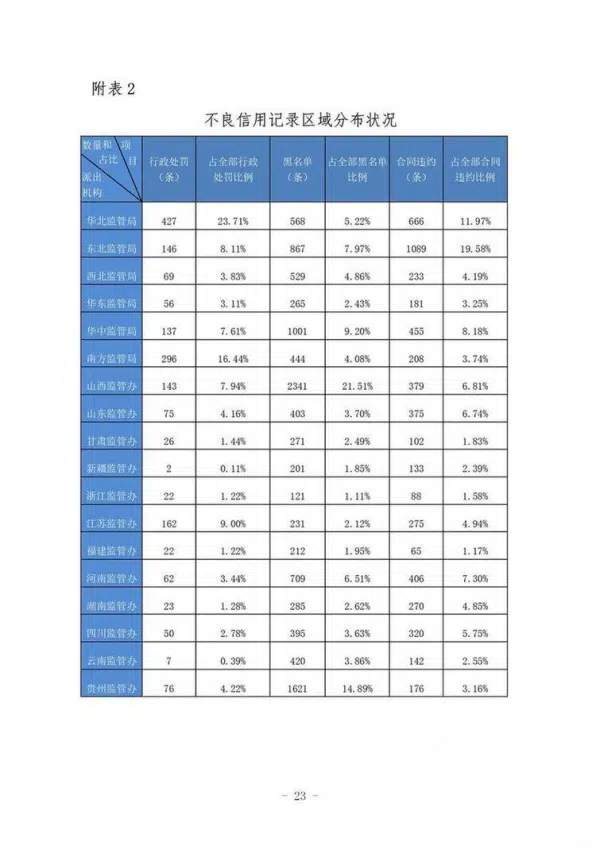 附表2
不良信用记录区域分布状况
数量和占比 项目 派出机构 行政处罚（条） 占全部行政处罚比例 黑名单（条） 占全部黑名单比例 合同违约（条） 占全部合同违约比例
华北监管局 427 23.71% 568 5.22% 666 11.97%
东北监管局 146 8.11% 867 7.97% 1089 19.58%
西北监管局 69 3.83% 529 4.86% 233 4.19%
华东监管局 56 3.11% 265 2.43% 181 3.25%
华中监管局 137 7.61% 1001 9.20% 455 8.18%
南方监管局 296 16.44% 444 4.08% 208 3.74%
山西监管办 143 7.94% 2341 21.51% 379 6.81%
山东监管办 75 4.16% 403 3.70% 375 6.74%
甘肃监管办 26 1.44% 271 2.49% 102 1.83%
新疆监管办 2 0.11% 201 1.85% 133 2.39%
浙江监管办 22 1.22% 121 1.11% 88 1.58%
江苏监管办 162 9.00% 231 2.12% 275 4.94%
福建监管办 22 1.22% 212 1.95% 65 1.17%
河南监管办 62 3.44% 709 6.51% 406 7.30%
湖南监管办 23 1.28% 285 2.62% 270 4.85%
四川监管办 50 2.78% 395 3.63% 320 5.75%
云南监管办 7 0.39% 420 3.86% 142 2.55%
贵州监管办 76 4.22% 1621 14.89% 176 3.16%
- 23 -